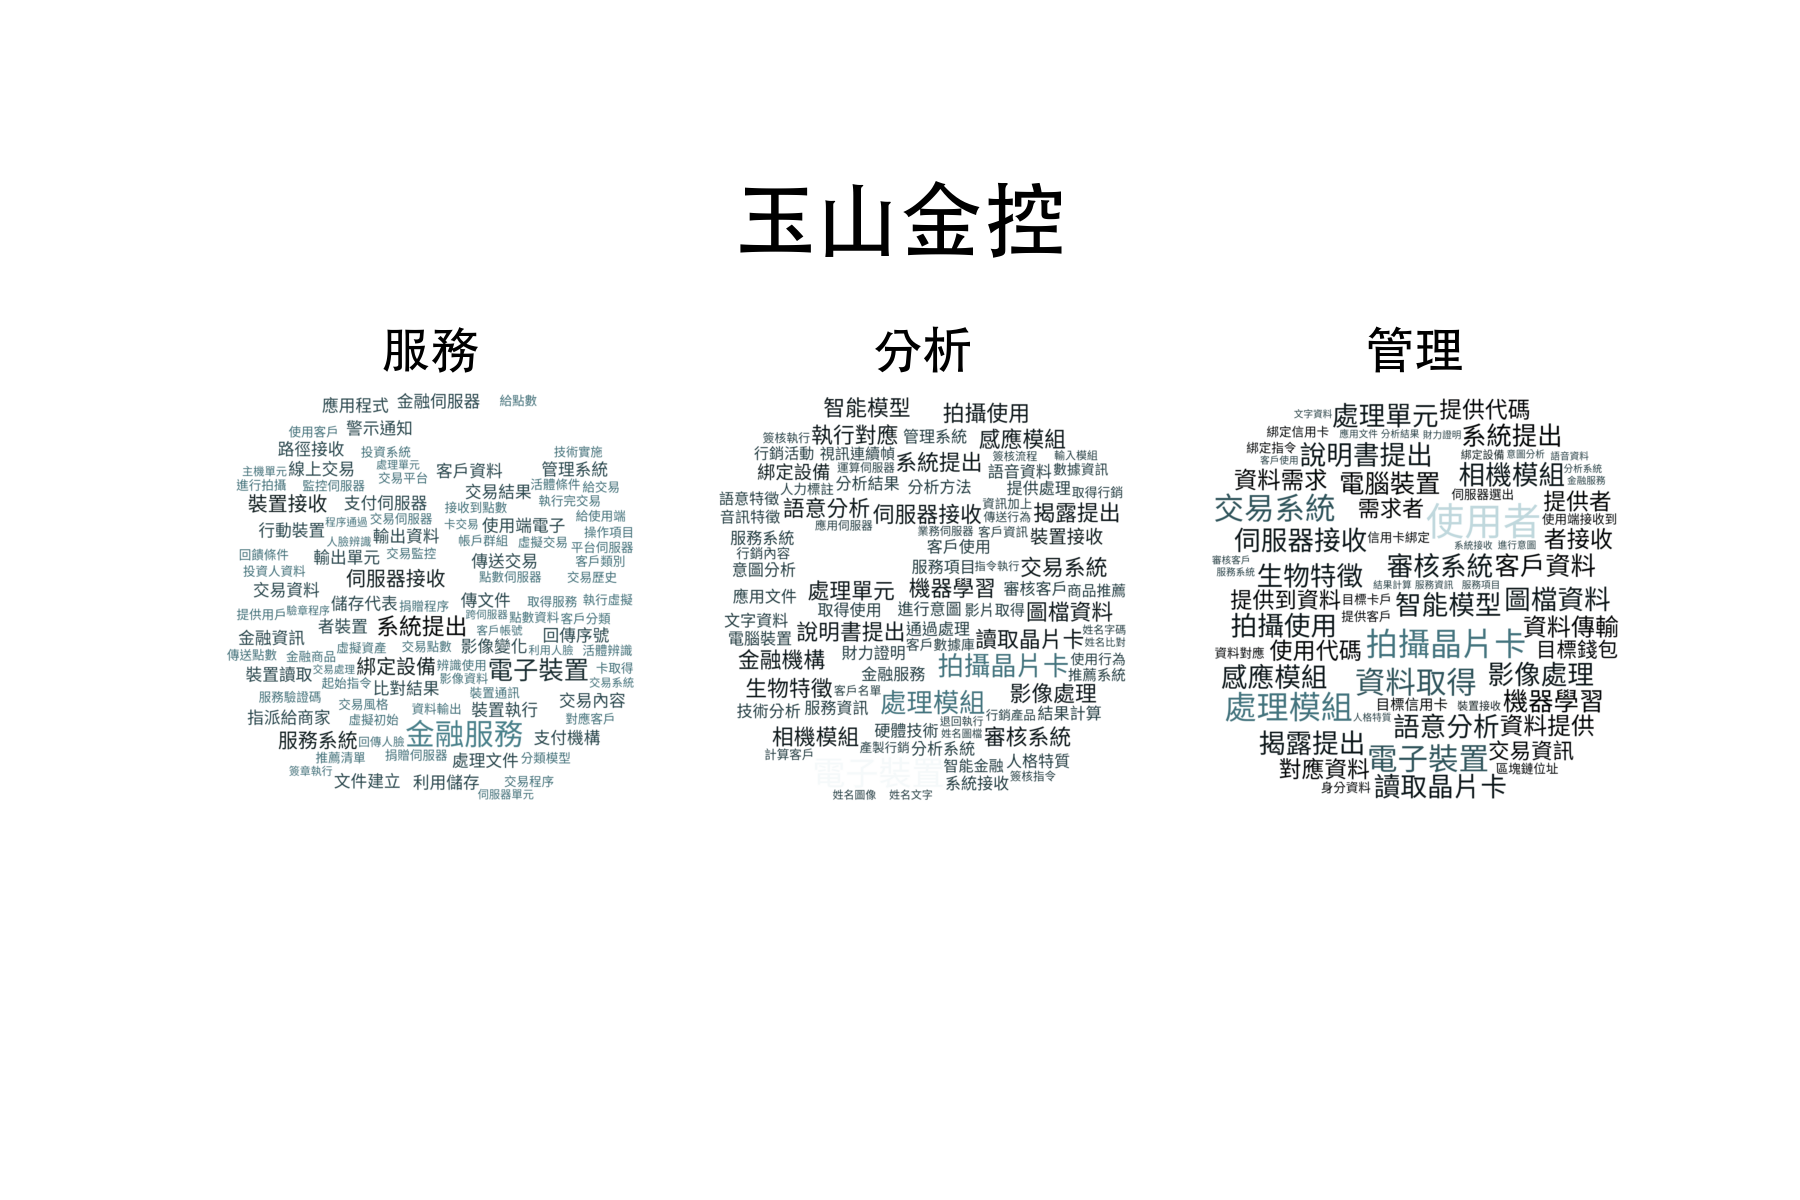 玉山金控
服務
應用程式 金融伺服器 給點數
使用客戶 警示通知
路徑接收 投資系統 技術實施
主機單元 線上交易 處理單元 客戶資料 管理系統
進行拍攝 監控伺服器 交易平台 交易結果 活體條件 給交易
裝置接收 支付伺服器 接收到點數 執行完交易
行動裝置 程序通過 交易伺服器 卡交易 使用端電子 給使用端
人臉辨識 輸出資料 帳戶群組 虛擬交易 操作項目
回饋條件 輸出單元 交易監控 傳送交易 平台伺服器
投資人資料 伺服器接收 點數伺服器 客戶類別 交易歷史
交易資料 儲存代表 捐贈程序 傳文件 取得服務 執行虛擬
提供用戶 驗章程序 者裝置 系統提出 跨伺服器 點數資料 客戶分類
金融資訊 客戶帳號 回傳序號
傳送點數 金融商品 虛擬資產 交易點數 影像變化 利用人臉 活體辨識
裝置讀取 交易處理 綁定設備 辨識使用 電子裝置 卡取得
起始指令 比對結果 影像資料 交易系統
服務驗證碼 交易風格 資料輸出 裝置通訊 裝置執行 交易內容
指派給商家 虛擬初始 對應客戶
服務系統 回傳人臉 金融服務 支付機構
推薦清單 捐贈伺服器 處理文件 分類模型
簽章執行 文件建立 利用儲存 交易程序
伺服器單元
分析
智能模型 拍攝使用
簽核執行 執行對應 管理系統 感應模組
行銷活動 視訊連續幀 系統提出 簽核流程 輸入模組
綁定設備 運算伺服器 語音資料 數據資訊
人力標註 分析結果 分析方法 提供處理 取得行銷
語意特徵 語意分析 伺服器接收 資訊加上 揭露提出
音訊特徵 應用伺服器 傳送行為
服務系統 業務伺服器 客戶資訊 裝置接收
行銷內容 客戶使用
意圖分析 服務項目 指令執行 交易系統
應用文件 處理單元 機器學習 審核客戶 商品推薦
取得使用 進行意圖 影片取得 圖檔資料
文字資料 說明書提出 通過處理 讀取晶片卡 姓名字碼
電腦裝置 客戶數據庫 姓名比對
金融機構 財力證明 拍攝晶片卡 使用行為
金融服務 推薦系統
生物特徵 客戶名單 處理模組 影像處理
技術分析 服務資訊 行銷產品 結果計算
相機模組 硬體技術 退回執行 姓名圖檔 審核系統
計算客戶 產製行銷 分析系統
電子裝置 智能金融 人格特質
系統接收 簽核指令
姓名圖像 姓名文字
管理
文字資料 處理單元 提供代碼
綁定信用卡 應用文件 分析結果 財力證明 系統提出
綁定指令 說明書提出 綁定設備 意圖分析 語音資料
客戶使用 相機模組 分析系統
資料需求 電腦裝置 金融服務
交易系統 需求者 伺服器選出 提供者
使用者 使用端接收到
伺服器接收 信用卡綁定 系統接收 進行意圖 者接收
審核客戶 審核系統 客戶資料
服務系統 生物特徵 結果計算 服務資訊 服務項目
提供到資料 目標卡戶 智能模型 圖檔資料
拍攝使用 提供客戶 資料傳輸
資料對應 使用代碼 拍攝晶片卡 目標錢包
感應模組 資料取得 影像處理
處理模組 人格特質 目標信用卡 裝置接收 機器學習
語意分析 資料提供
揭露提出 電子裝置 交易資訊
對應資料 區塊鏈位址
身分資料 讀取晶片卡